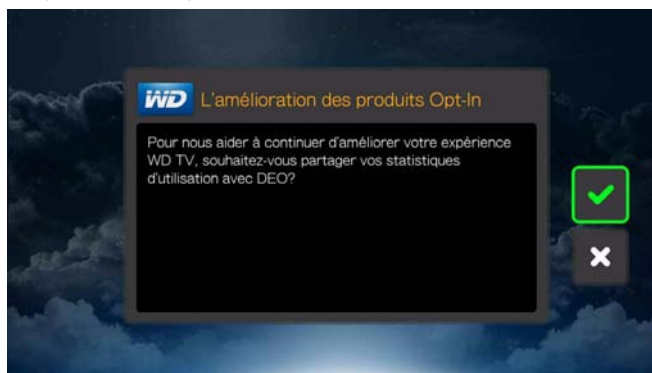 WD L'amélioration des produits Opt-In
Pour nous aider à continuer d'améliorer votre expérience
WD TV, souhaitez-vous partager vos statistiques
d'utilisation avec DEO?